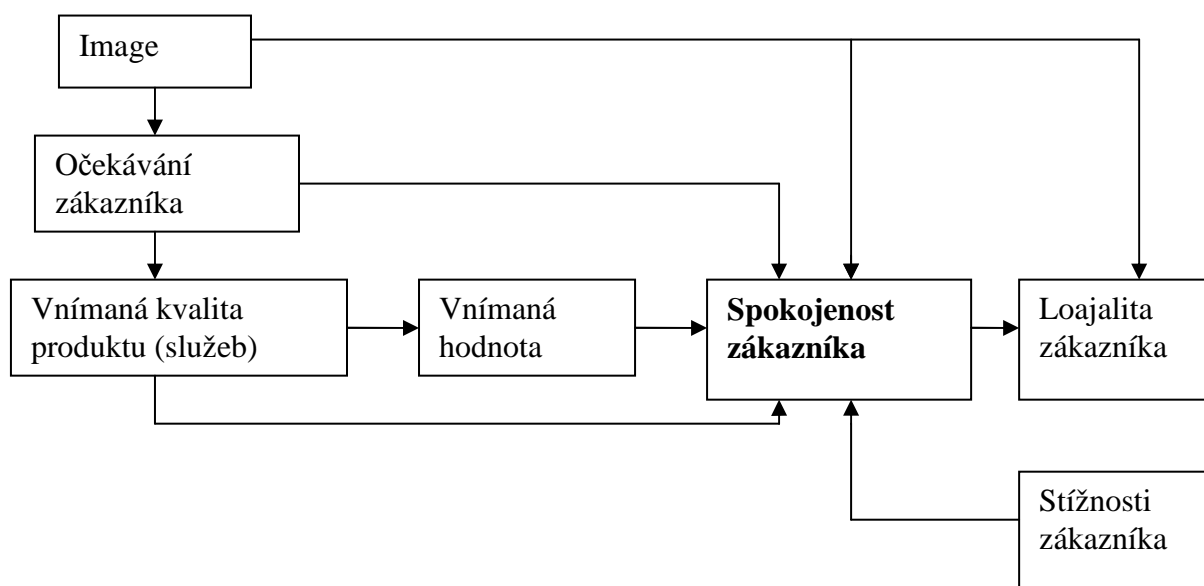 Image
Očekávání
zákazníka
Vnímaná kvalita
produktu (služeb)
Vnímaná
hodnota
Spokojenost
zákazníka
Loajalita
zákazníka
Stížnosti
zákazníka